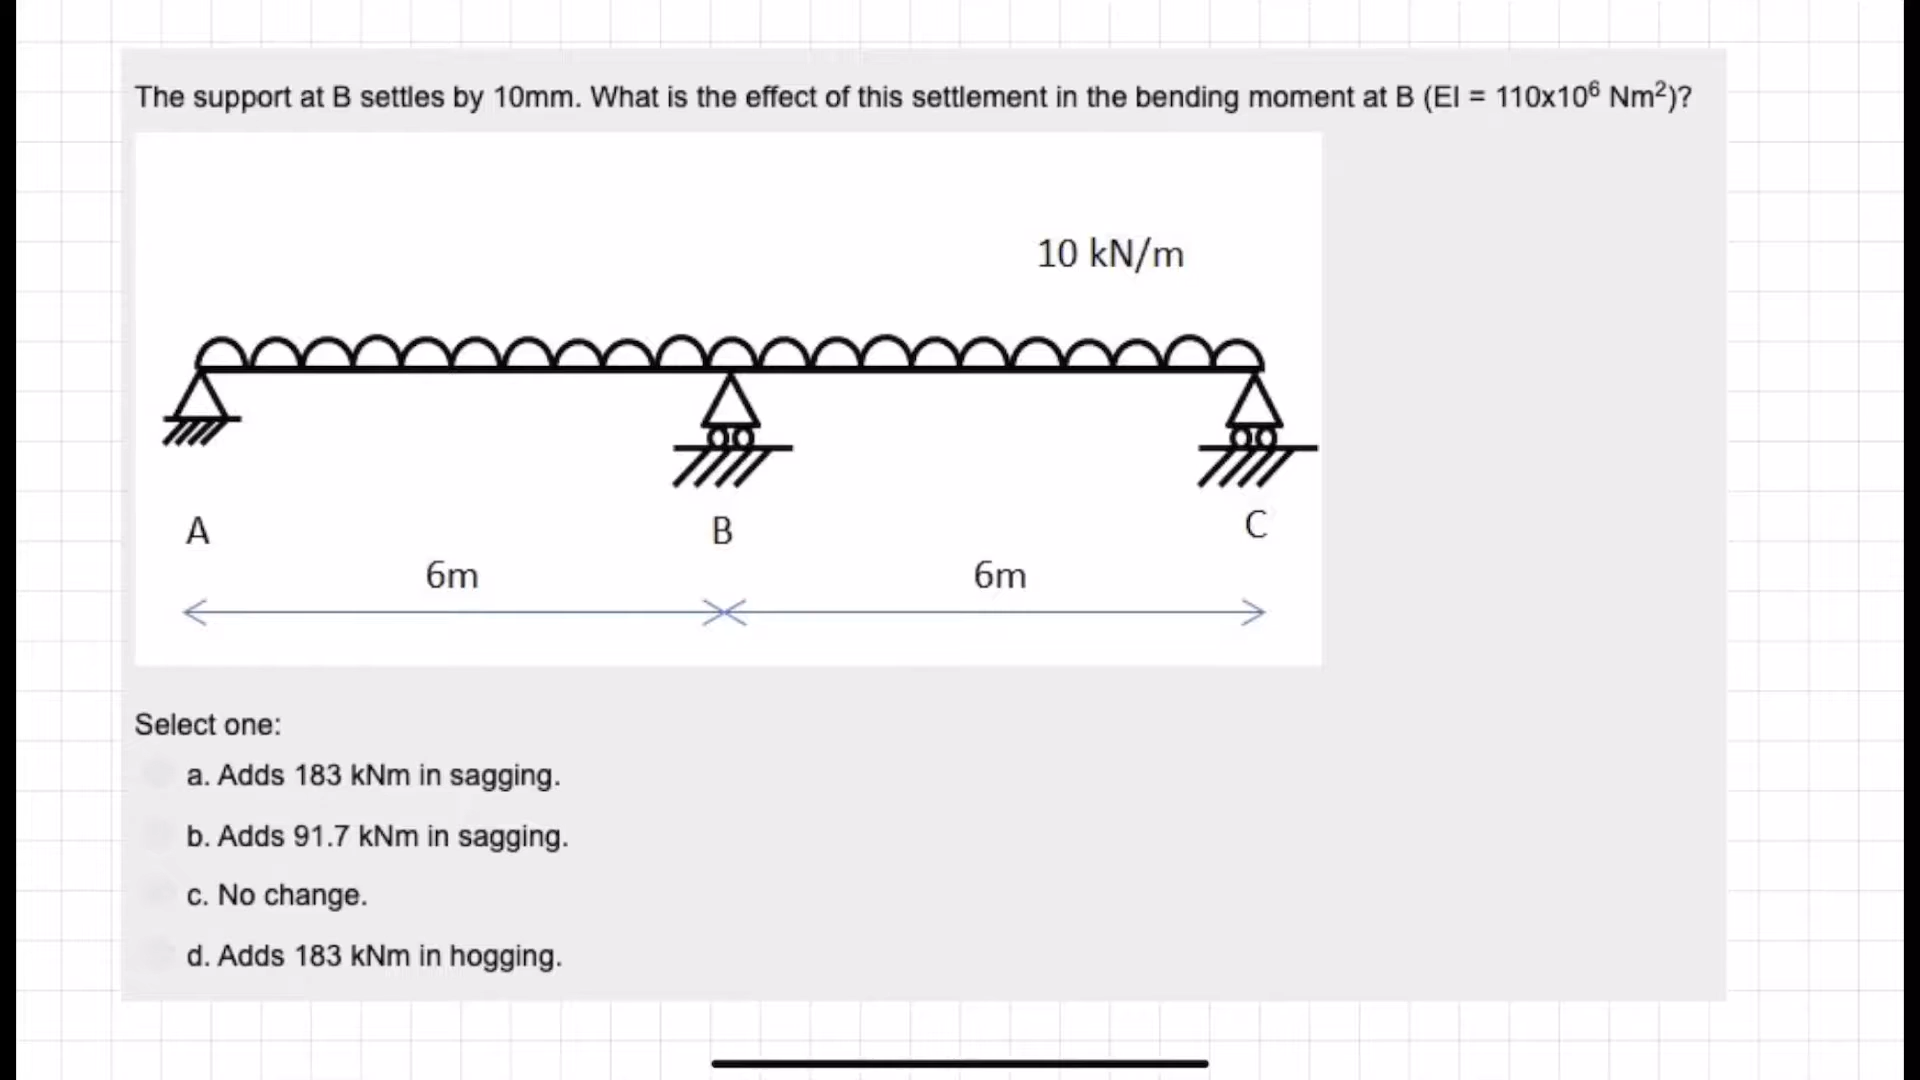 The support at B settles by 10mm. What is the effect of this settlement in the bending moment at B (EI = 110x10⁶ Nm²)?
10 kN/m
A B C
6m 6m
Select one:
a. Adds 183 kNm in sagging.
b. Adds 91.7 kNm in sagging.
c. No change.
d. Adds 183 kNm in hogging.